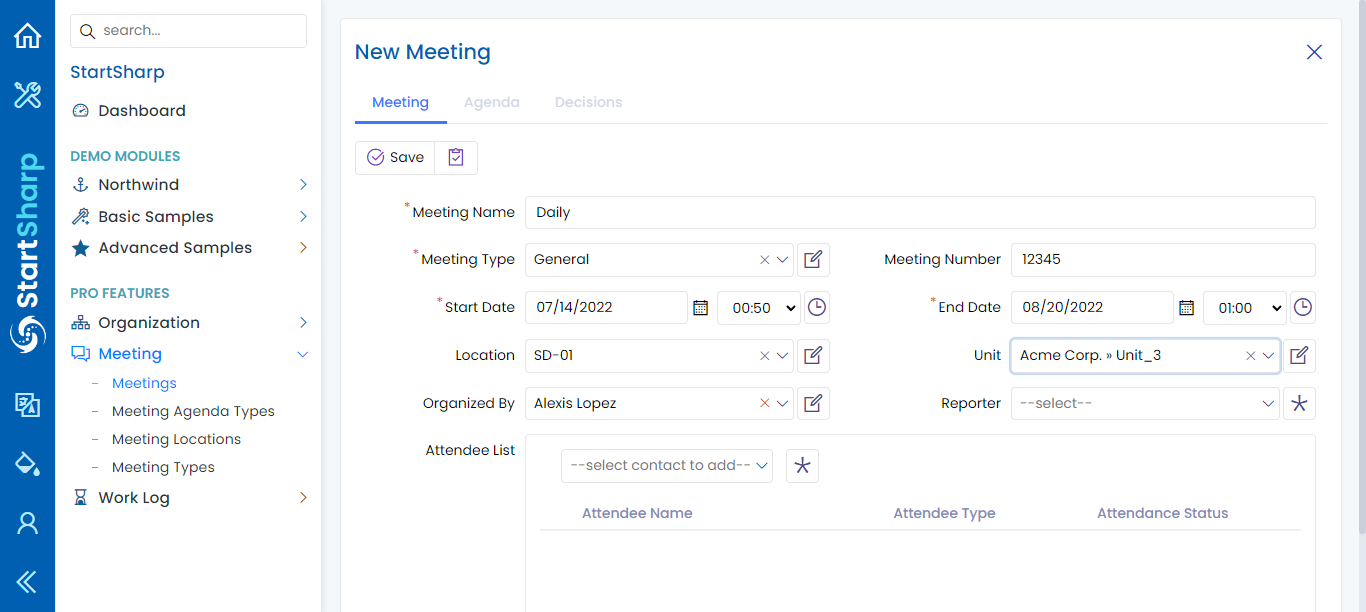 search...
StartSharp
Dashboard
DEMO MODULES
Northwind
Basic Samples
Advanced Samples
PRO FEATURES
Organization
Meeting
Meetings
Meeting Agenda Types
Meeting Locations
Meeting Types
Work Log
StartSharp
New Meeting
Meeting Agenda Decisions
Save
*Meeting Name Daily
*Meeting Type General Meeting Number 12345
*Start Date 07/14/2022 00:50 *End Date 08/20/2022 01:00
Location SD-01 Unit Acme Corp. » Unit_3
Organized By Alexis Lopez Reporter --select--
Attendee List --select contact to add--
Attendee Name Attendee Type Attendance Status